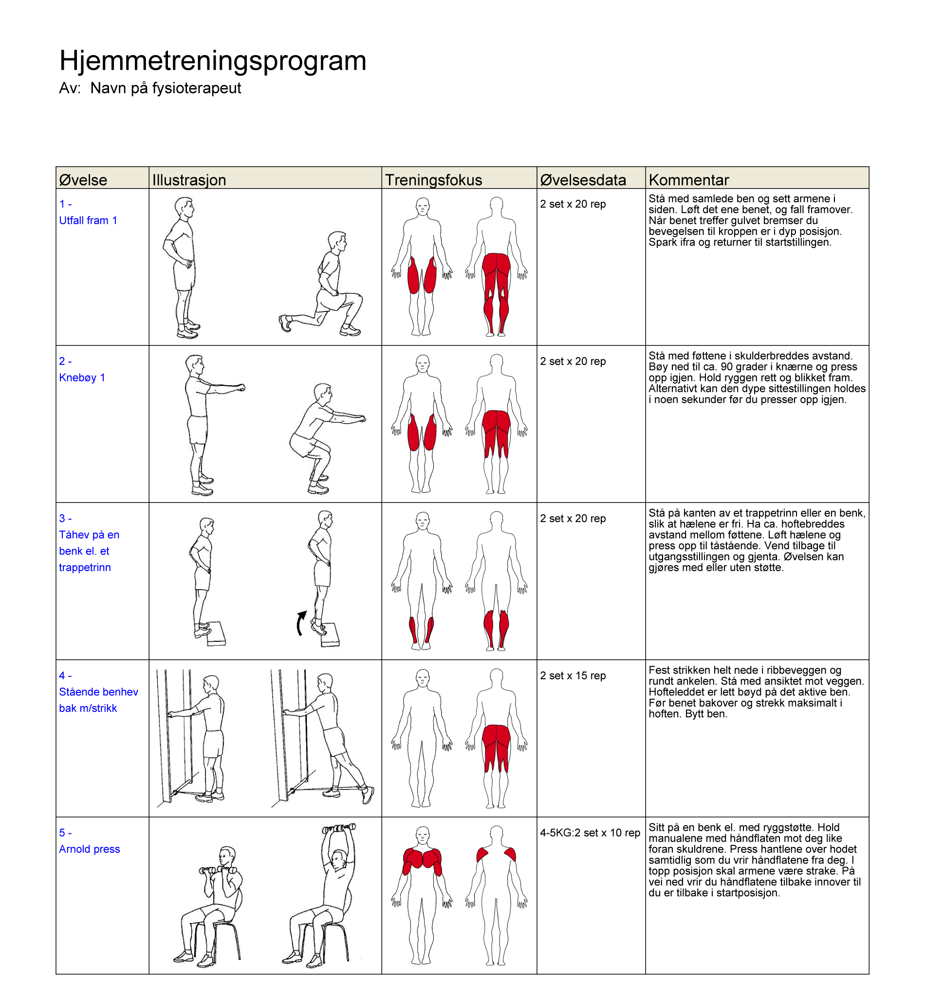 Hjemmetreningsprogram
Av: Navn på fysioterapeut
Øvelse
Illustrasjon
Treningsfokus
Øvelsesdata
Kommentar
1 -
Utfall fram 1
2 set x 20 rep
Stå med samlede ben og sett armene i
siden. Løft det ene benet, og fall framover.
Når benet treffer gulvet bremser du
bevegelsen til kroppen er i dyp posisjon.
Spark ifra og returner til startstillingen.
2 -
Knebøy 1
2 set x 20 rep
Stå med føttene i skulderbreddes avstand.
Bøy ned til ca. 90 grader i knærne og press
opp igjen. Hold ryggen rett og blikket fram.
Alternativt kan den dype sittestillingen holdes
i noen sekunder før du presser opp igjen.
3 -
Tåhev på en
benk el. et
trappetrinn
2 set x 20 rep
Stå på kanten av et trappetrinn eller en benk,
slik at hælene er fri. Ha ca. hoftebreddes
avstand mellom føttene. Løft hælene og
press opp til tåstående. Vend tilbage til
utgangsstillingen og gjenta. Øvelsen kan
gjøres med eller uten støtte.
4 -
Stående benhev
bak m/strikk
2 set x 15 rep
Fest strikken helt nede i ribbeveggen og
rundt ankelen. Stå med ansiktet mot veggen.
Hofteleddet er lett bøyd på det aktive ben.
Før benet bakover og strekk maksimalt i
hoften. Bytt ben.
5 -
Arnold press
4-5KG:2 set x 10 rep
Sitt på en benk el. med ryggstøtte. Hold
manualene med håndflaten mot deg like
foran skuldrene. Press hantlene over hodet
samtidlig som du vrir håndflatene fra deg. I
topp posisjon skal armene være strake. På
vei ned vrir du håndflatene tilbake innover til
du er tilbake i startposisjon.